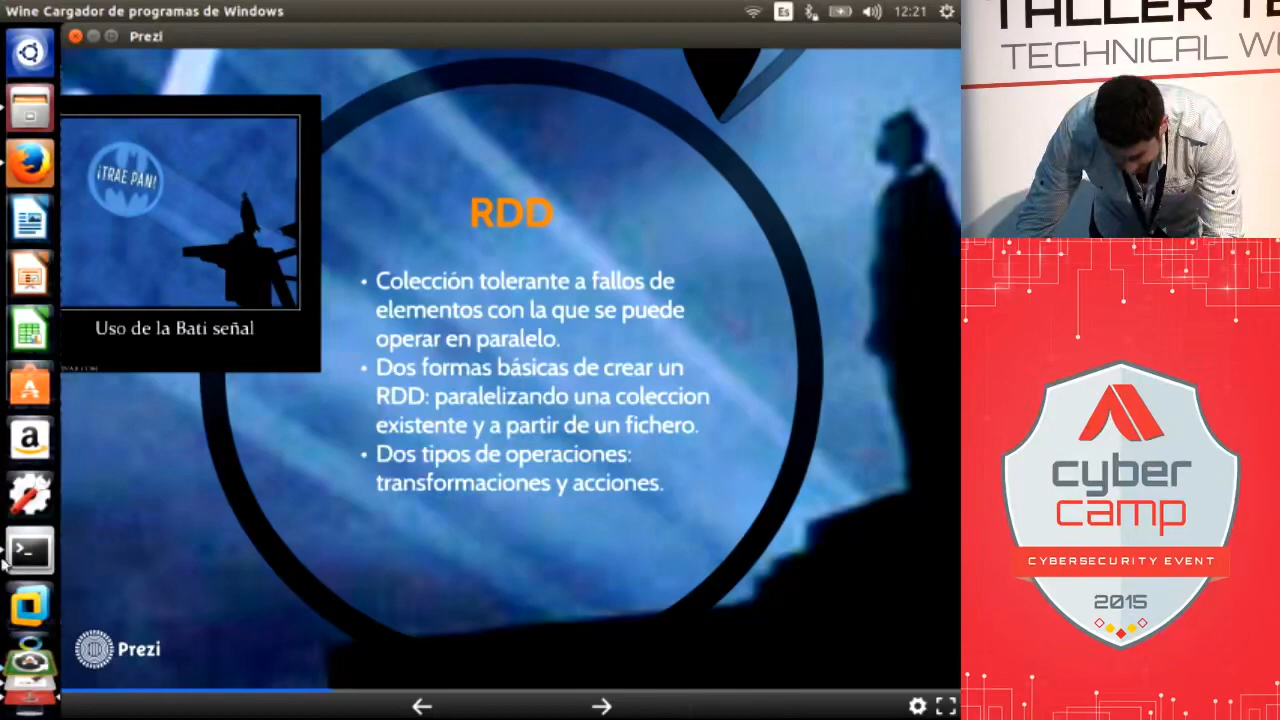 Wine Cargador de programas de Windows
Es
12:21
Prezi
¡TRAE PAN!
Uso de la Bati señal
RDD
• Colección tolerante a fallos de
elementos con la que se puede
operar en paralelo.
• Dos formas básicas de crear un
RDD: paralelizando una coleccion
existente y a partir de un fichero.
• Dos tipos de operaciones:
transformaciones y acciones.
Prezi
TALLER TE
TECHNICAL W
cyber
camp
CYBERSECURITY EVENT
2015